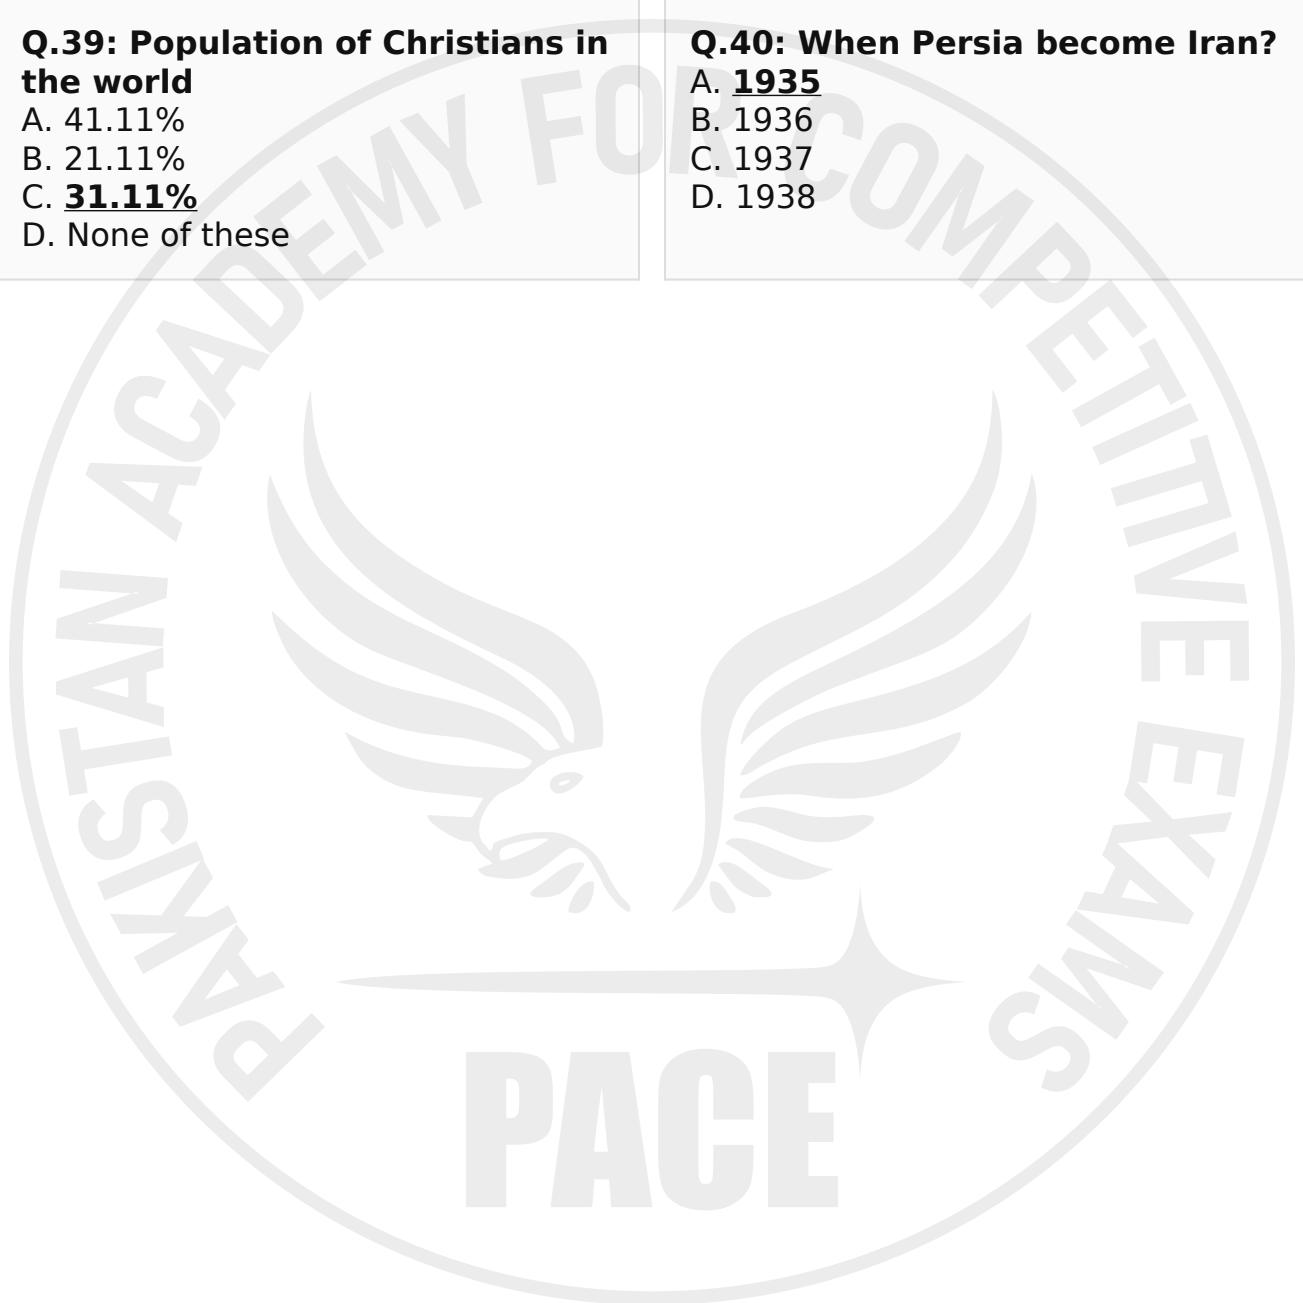 Q.39: Population of Christians in
the world
A. 41.11%
B. 21.11%
C. 31.11%
D. None of these
Q.40: When Persia become Iran?
A. 1935
B. 1936
C. 1937
D. 1938
PAKISTAN ACADEMY FOR COMPETITIVE EXAMS
PACE